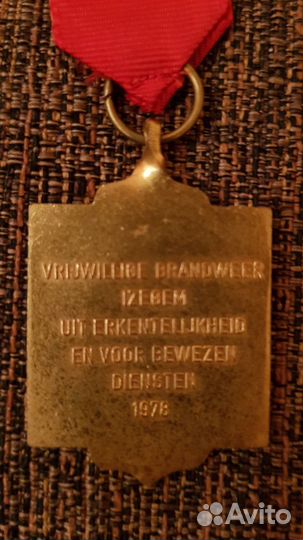 VRIJWILLIGE BRANDWEER
IZEGEM
UIT ERKENTELIJKHEID
EN VOOR BEWEZEN
DIENSTEN
1978
Avito